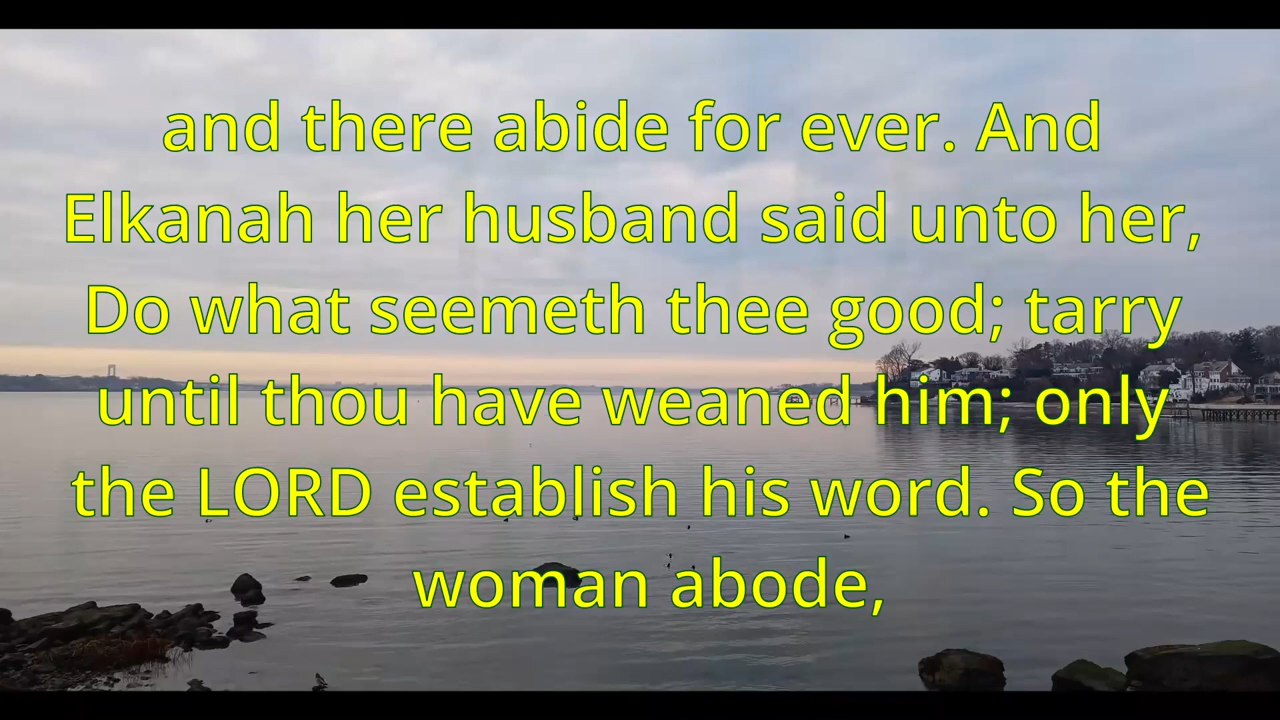 and there abide for ever. And
Elkanah her husband said unto her,
Do what seemeth thee good; tarry
until thou have weaned him; only
the LORD establish his word. So the
woman abode,